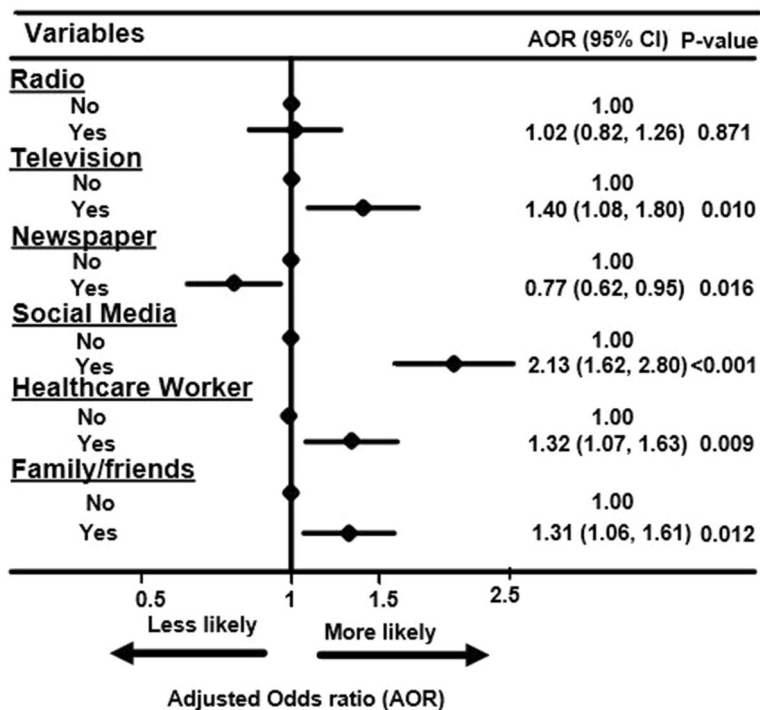 Variables AOR (95% CI) P-value
Radio
No 1.00
Yes 1.02 (0.82, 1.26) 0.871
Television
No 1.00
Yes 1.40 (1.08, 1.80) 0.010
Newspaper
No 1.00
Yes 0.77 (0.62, 0.95) 0.016
Social Media
No 1.00
Yes 2.13 (1.62, 2.80) <0.001
Healthcare Worker
No 1.00
Yes 1.32 (1.07, 1.63) 0.009
Family/friends
No 1.00
Yes 1.31 (1.06, 1.61) 0.012
0.5 1 1.5 2.5
Less likely More likely
Adjusted Odds ratio (AOR)